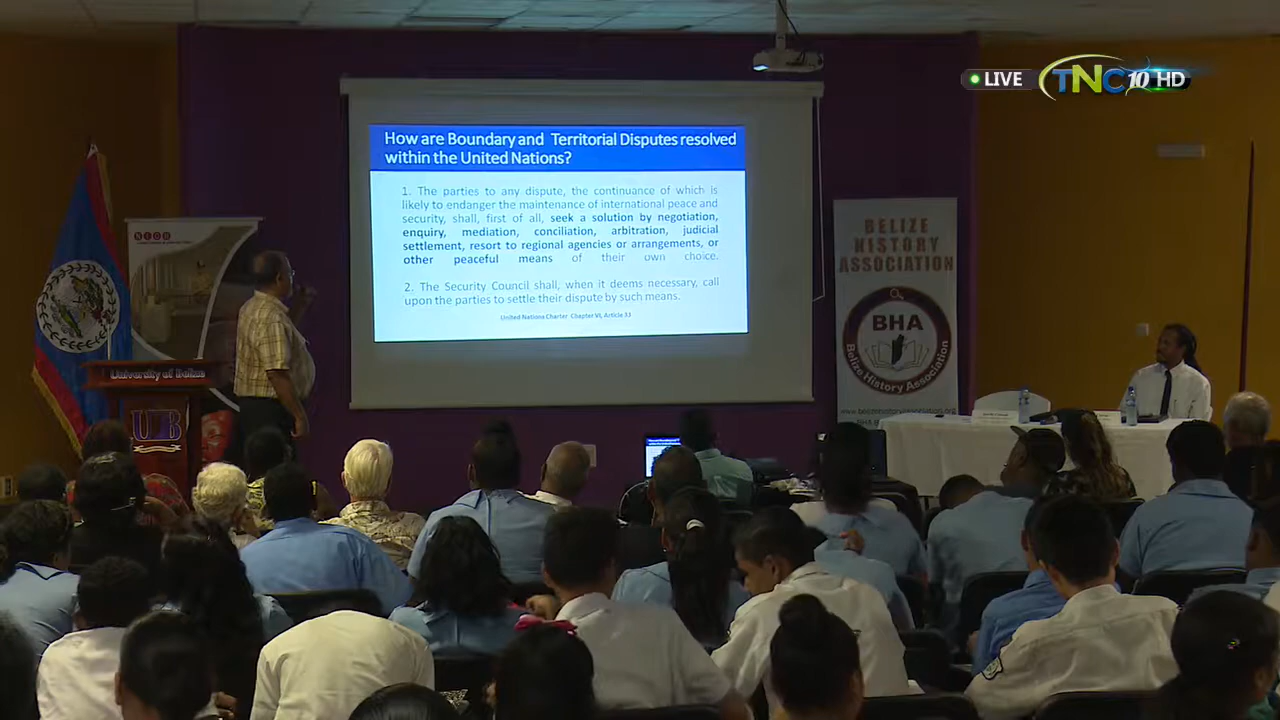 LIVE TNC10 HD
How are Boundary and Territorial Disputes resolved
within the United Nations?
1. The parties to any dispute, the continuance of which is
likely to endanger the maintenance of international peace and
security, shall, first of all, seek a solution by negotiation,
enquiry, mediation, conciliation, arbitration, judicial
settlement, resort to regional agencies or arrangements, or
other peaceful means of their own choice.
2. The Security Council shall, when it deems necessary, call
upon the parties to settle their dispute by such means.
United Nations Charter Chapter VI, Article 33
NICH
University of Belize
UB
BELIZE
HISTORY
ASSOCIATION
BHA
Belize History Association
www.belizehistoryassociation.org